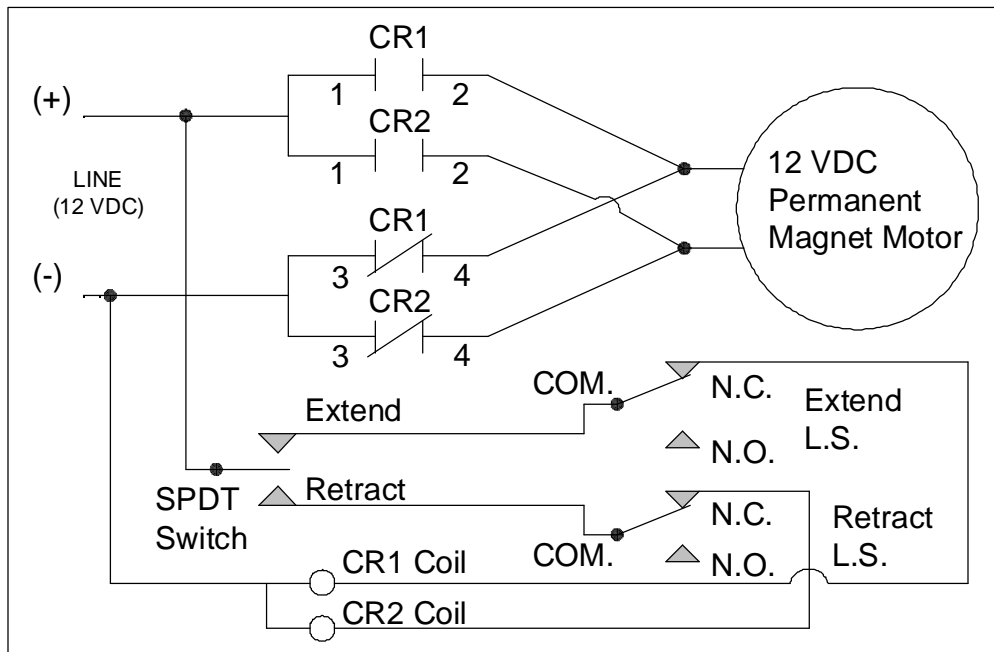 CR1
1 2
(+)
CR2
1 2
LINE
(12 VDC)
12 VDC
Permanent
Magnet Motor
CR1
3 4
(-)
CR2
3 4
COM.
N.C.
Extend
Extend
L.S.
N.O.
SPDT
Switch
Retract
N.C.
Retract
L.S.
COM.
N.O.
CR1 Coil
CR2 Coil